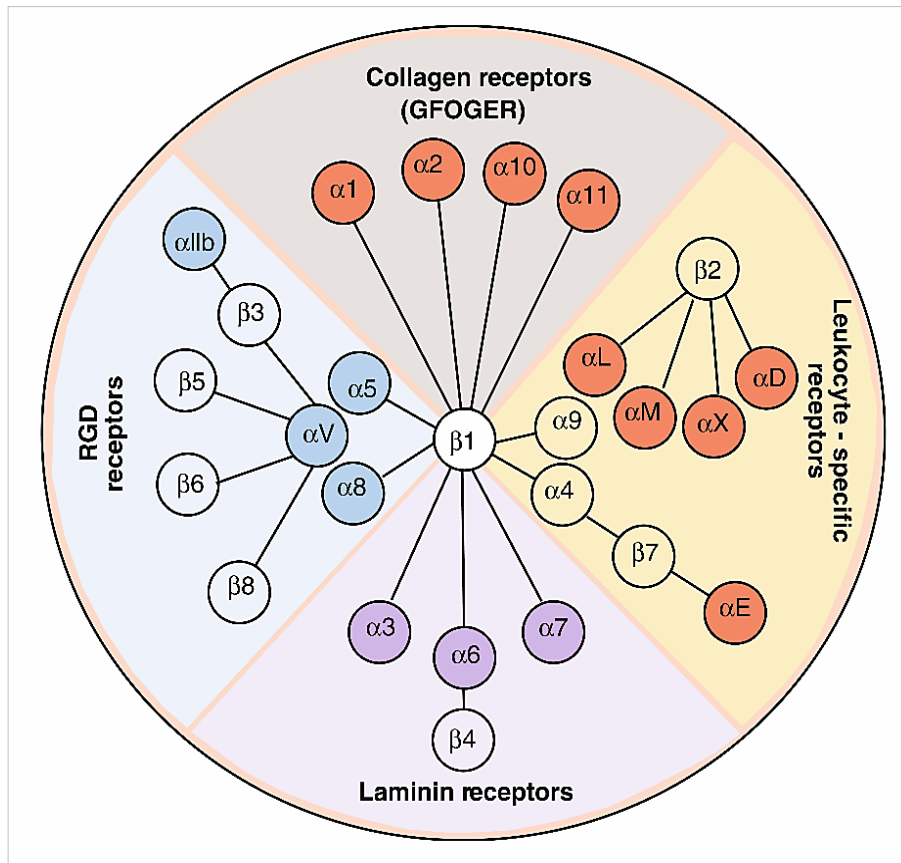 Collagen receptors
(GFOGER)
α1
α2
α10
α11
αIIb
β3
β5
α5
αV
β6
α8
β8
RGD
receptors
β1
β2
αL
αM
αX
αD
α9
α4
β7
αE
Leukocyte - specific
receptors
α3
α6
α7
β4
Laminin receptors